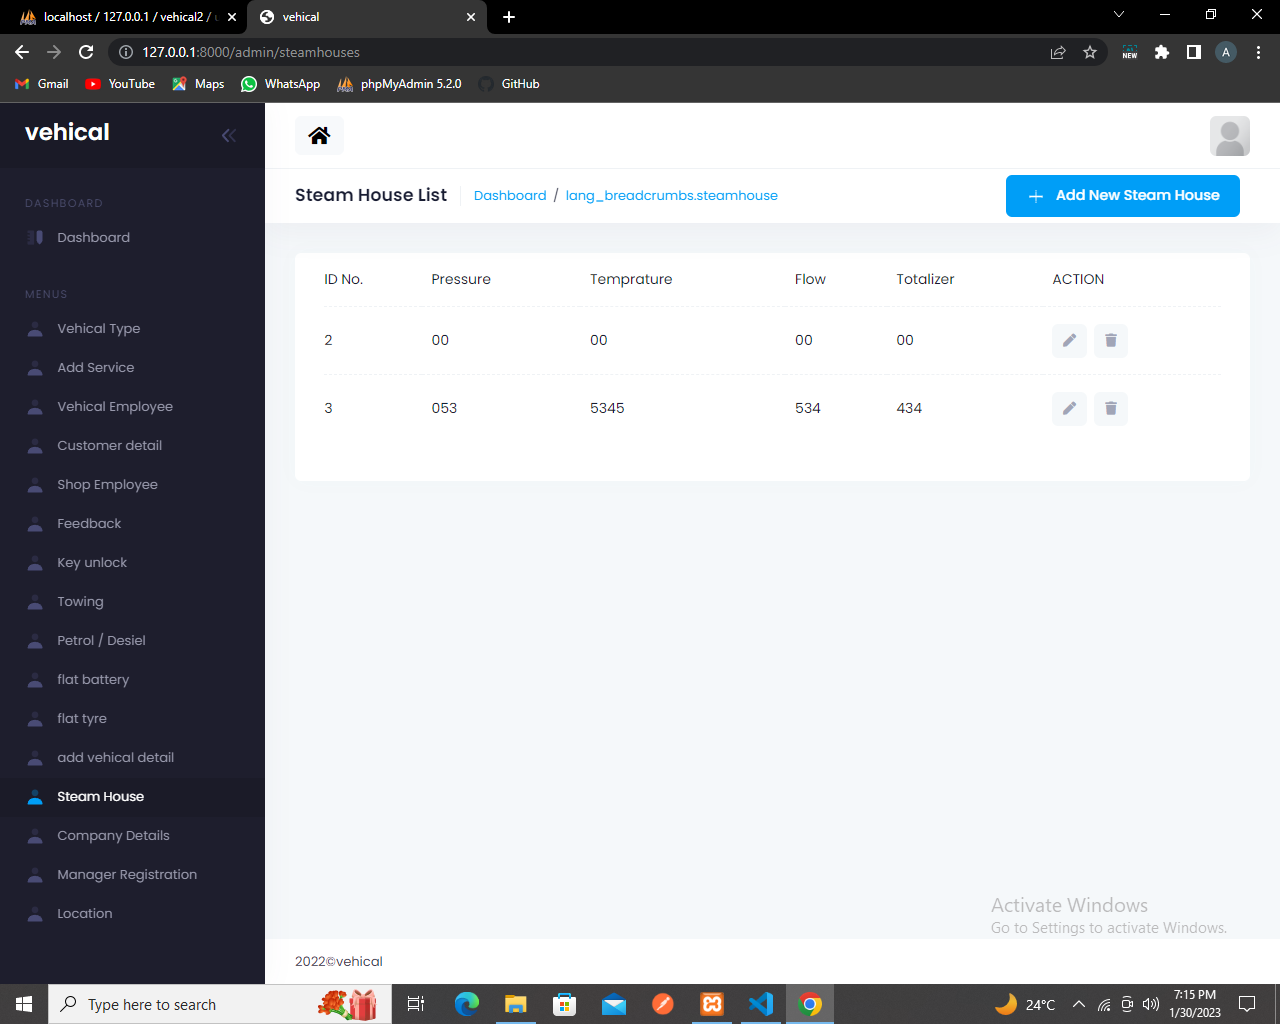 localhost / 127.0.0.1 / vehical2 /
vehical
127.0.0.1:8000/admin/steamhouses
NEW
A
Gmail
YouTube
Maps
WhatsApp
phpMyAdmin 5.2.0
GitHub
vehical
DASHBOARD
Dashboard
MENUS
Vehical Type
Add Service
Vehical Employee
Customer detail
Shop Employee
Feedback
Key unlock
Towing
Petrol / Desiel
flat battery
flat tyre
add vehical detail
Steam House
Company Details
Manager Registration
Location
Steam House List
Dashboard / lang_breadcrumbs.steamhouse
Add New Steam House
ID No. Pressure Temprature Flow Totalizer ACTION
2 00 00 00 00
3 053 5345 534 434
Activate Windows
Go to Settings to activate Windows.
2022©vehical
Type here to search
24°C
7:15 PM
1/30/2023